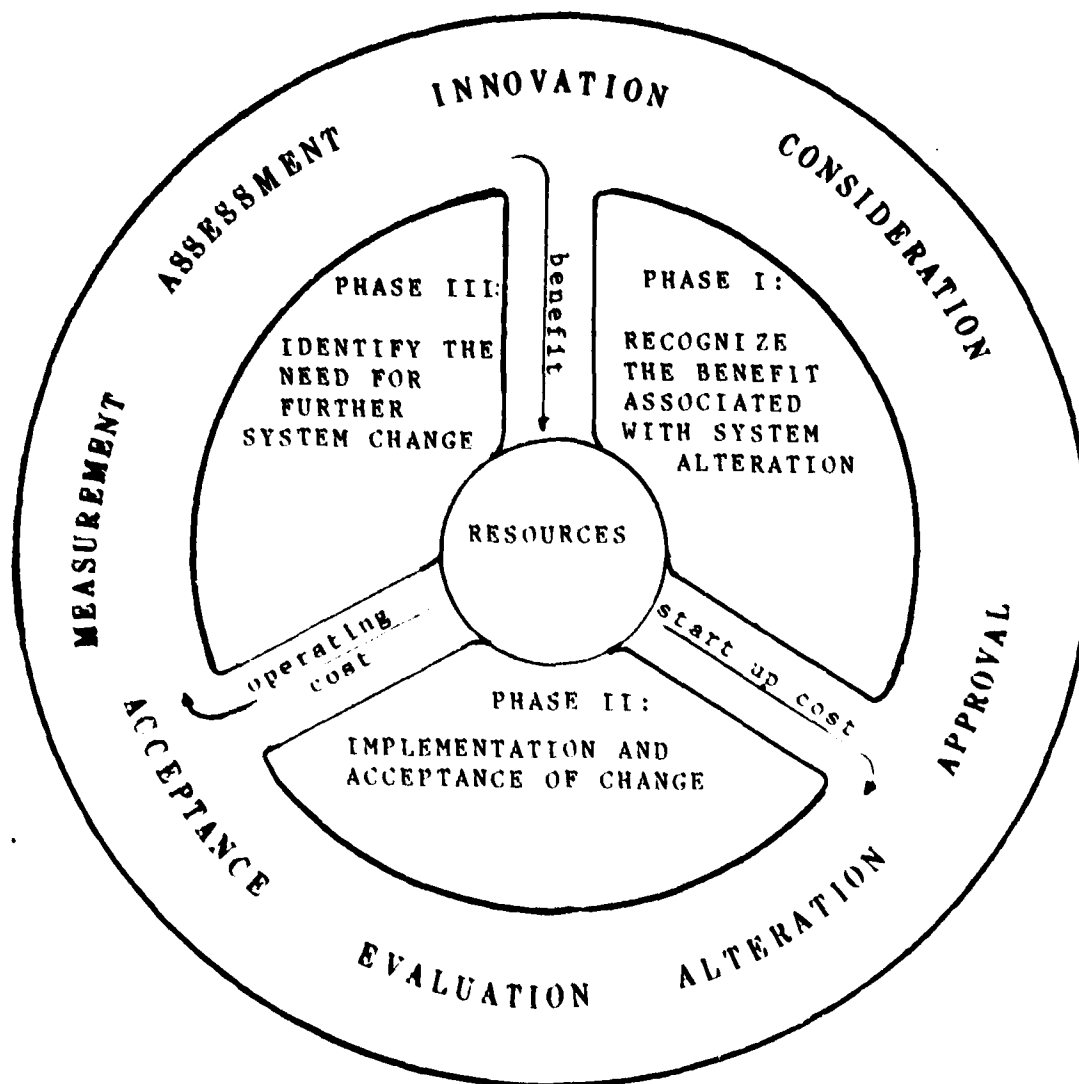 INNOVATION
CONSIDERATION
APPROVAL
ALTERATION
EVALUATION
ACCEPTANCE
MEASUREMENT
ASSESSMENT
PHASE I:
RECOGNIZE
THE BENEFIT
ASSOCIATED
WITH SYSTEM
ALTERATION
PHASE II:
IMPLEMENTATION AND
ACCEPTANCE OF CHANGE
PHASE III:
IDENTIFY THE
NEED FOR
FURTHER
SYSTEM CHANGE
RESOURCES
benefit
start up cost
operating
cost